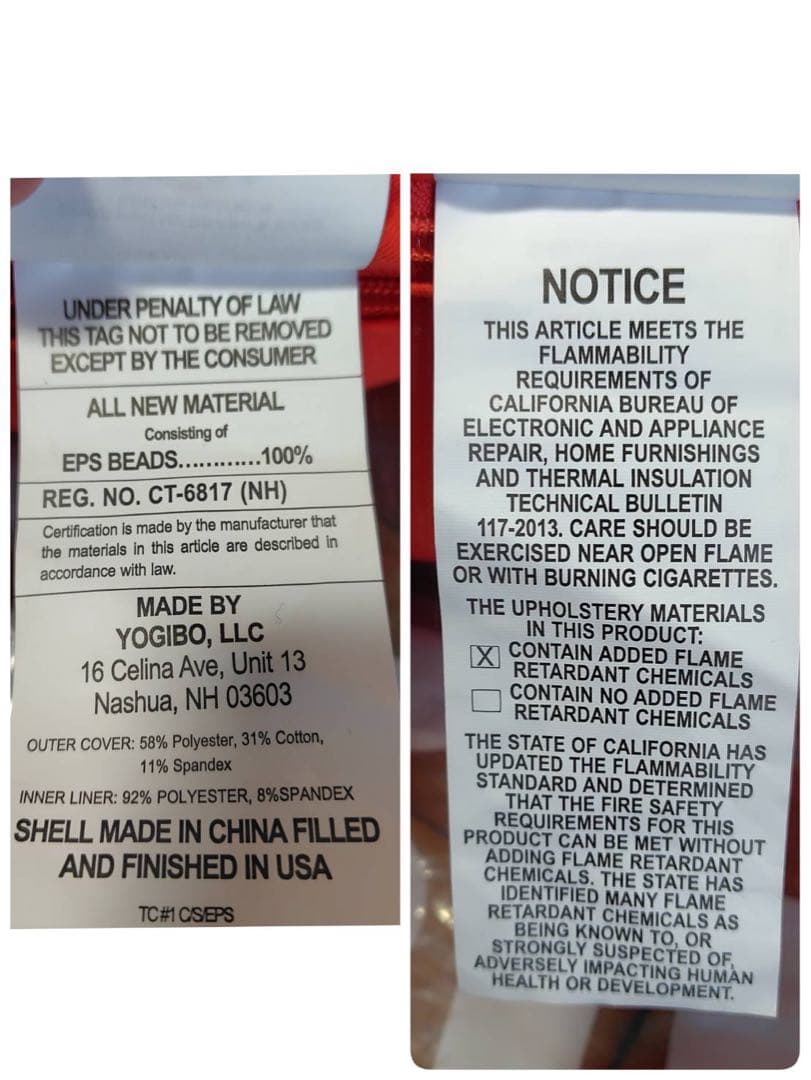 UNDER PENALTY OF LAW
THIS TAG NOT TO BE REMOVED
EXCEPT BY THE CONSUMER
ALL NEW MATERIAL
Consisting of
EPS BEADS............100%
REG. NO. CT-6817 (NH)
Certification is made by the manufacturer that
the materials in this article are described in
accordance with law.
MADE BY
YOGIBO, LLC
16 Celina Ave, Unit 13
Nashua, NH 03603
OUTER COVER: 58% Polyester, 31% Cotton,
11% Spandex
INNER LINER: 92% POLYESTER, 8%SPANDEX
SHELL MADE IN CHINA FILLED
AND FINISHED IN USA
TC#1 C/S/EPS
NOTICE
THIS ARTICLE MEETS THE
FLAMMABILITY
REQUIREMENTS OF
CALIFORNIA BUREAU OF
ELECTRONIC AND APPLIANCE
REPAIR, HOME FURNISHINGS
AND THERMAL INSULATION
TECHNICAL BULLETIN
117-2013. CARE SHOULD BE
EXERCISED NEAR OPEN FLAME
OR WITH BURNING CIGARETTES.
THE UPHOLSTERY MATERIALS
IN THIS PRODUCT:
X CONTAIN ADDED FLAME
RETARDANT CHEMICALS
CONTAIN NO ADDED FLAME
RETARDANT CHEMICALS
THE STATE OF CALIFORNIA HAS
UPDATED THE FLAMMABILITY
STANDARD AND DETERMINED
THAT THE FIRE SAFETY
REQUIREMENTS FOR THIS
PRODUCT CAN BE MET WITHOUT
ADDING FLAME RETARDANT
CHEMICALS. THE STATE HAS
IDENTIFIED MANY FLAME
RETARDANT CHEMICALS AS
BEING KNOWN TO, OR
STRONGLY SUSPECTED OF,
ADVERSELY IMPACTING HUMAN
HEALTH OR DEVELOPMENT.